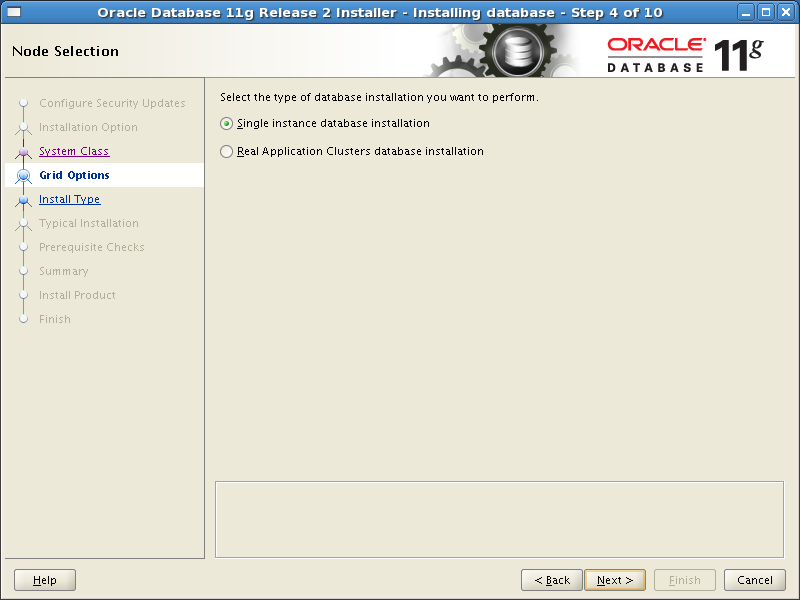 Oracle Database 11g Release 2 Installer - Installing database - Step 4 of 10
Node Selection
ORACLE®
DATABASE 11g
Configure Security Updates
Installation Option
System Class
Grid Options
Install Type
Typical Installation
Prerequisite Checks
Summary
Install Product
Finish
Select the type of database installation you want to perform.
Single instance database installation
Real Application Clusters database installation
Help
< Back
Next >
Finish
Cancel